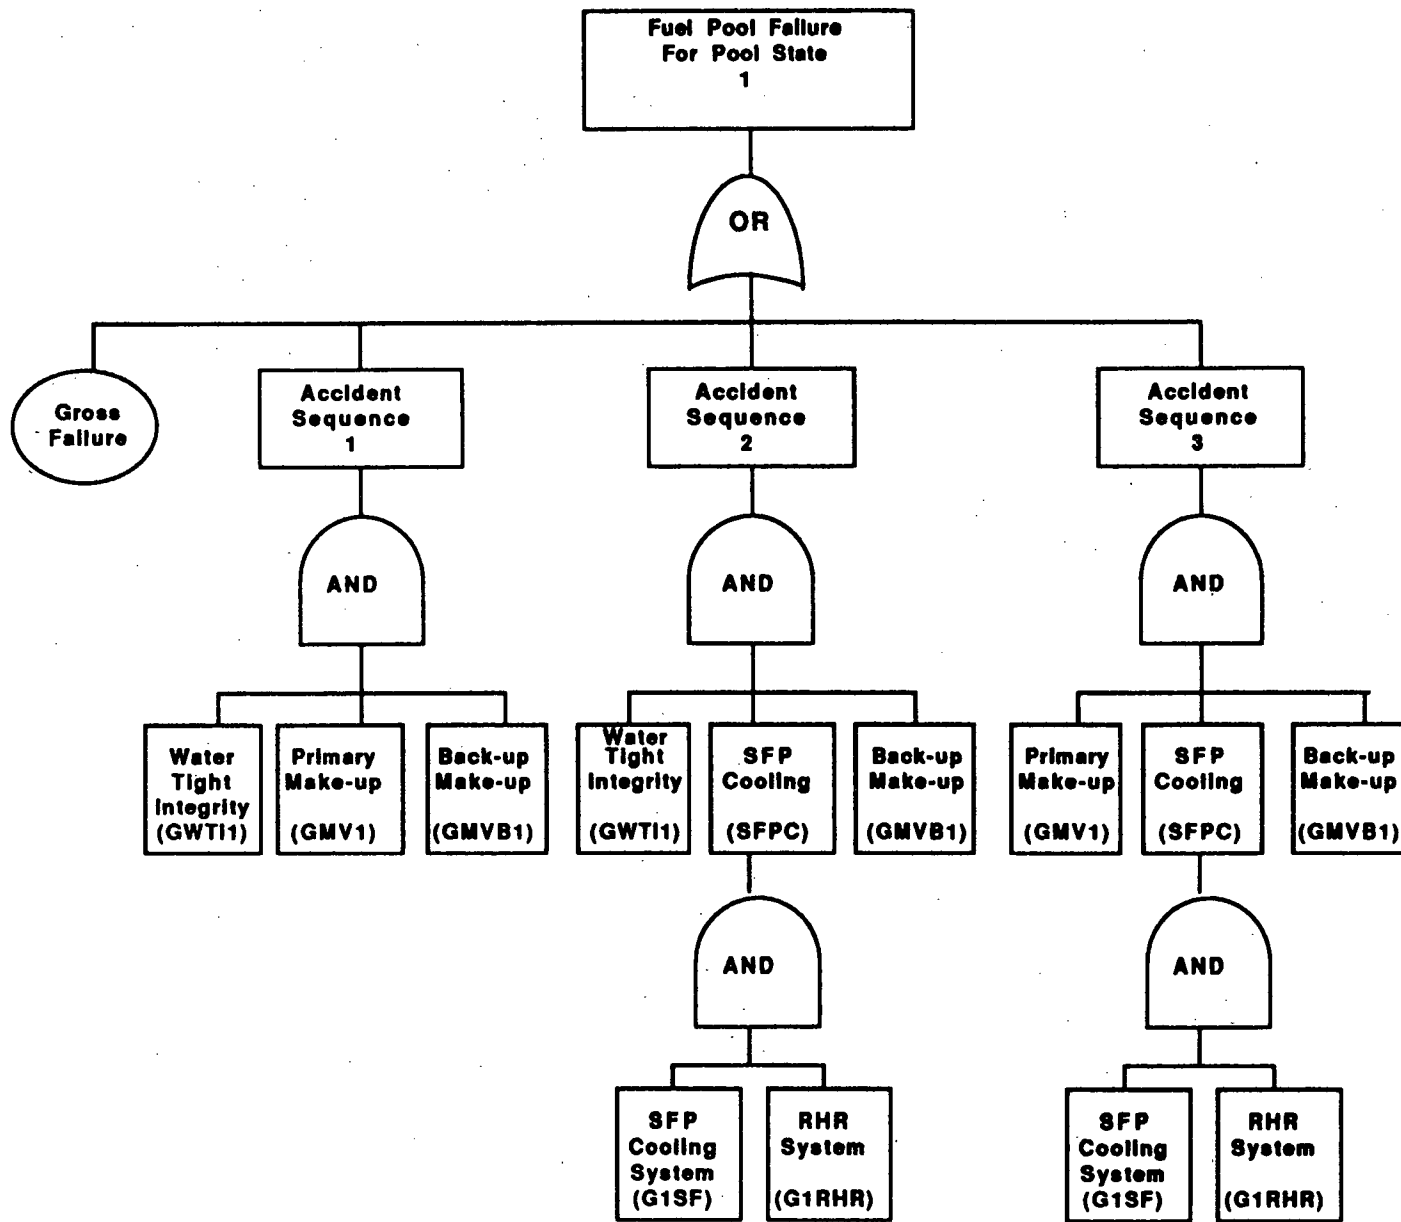 Fuel Pool Failure
For Pool State
1
OR
Gross
Failure
Accident
Sequence
1
Accident
Sequence
2
Accident
Sequence
3
AND
AND
AND
Water
Tight
Integrity
(GWTI1)
Primary
Make-up
(GMV1)
Back-up
Make-up
(GMVB1)
Water
Tight
Integrity
(GWTI1)
SFP
Cooling
(SFPC)
Back-up
Make-up
(GMVB1)
Primary
Make-up
(GMV1)
SFP
Cooling
(SFPC)
Back-up
Make-up
(GMVB1)
AND
AND
SFP
Cooling
System
(G1SF)
RHR
System
(G1RHR)
SFP
Cooling
System
(G1SF)
RHR
System
(G1RHR)